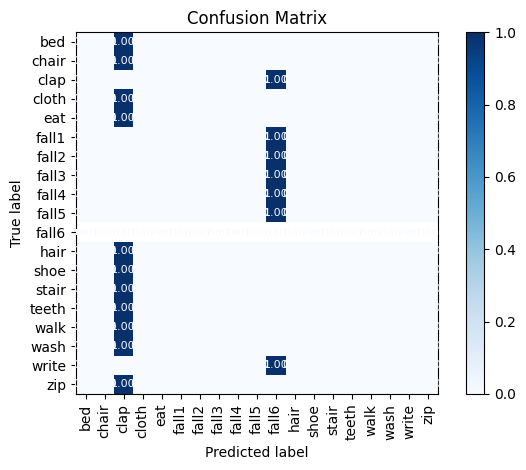 Confusion Matrix
True label
bed 1.00
chair 1.00
clap 1.00
cloth 1.00
eat 1.00
fall1 1.00
fall2 1.00
fall3 1.00
fall4 1.00
fall5 1.00
fall6
hair 1.00
shoe 1.00
stair 1.00
teeth 1.00
walk 1.00
wash 1.00
write 1.00
zip 1.00
bed chair clap cloth eat fall1 fall2 fall3 fall4 fall5 fall6 hair shoe stair teeth walk wash write zip
Predicted label
1.0
0.8
0.6
0.4
0.2
0.0